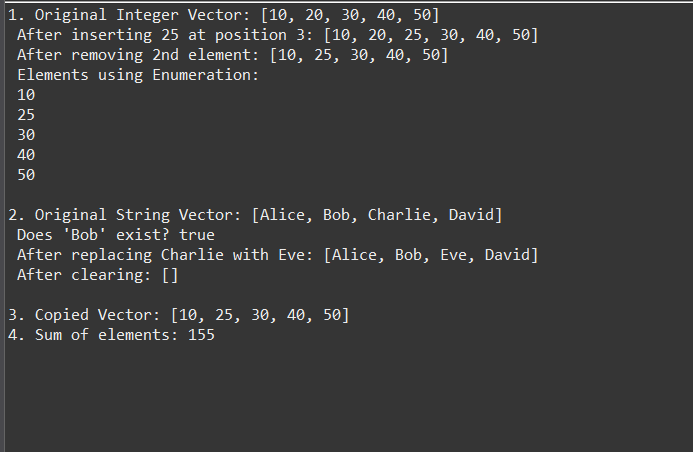 1. Original Integer Vector: [10, 20, 30, 40, 50]
After inserting 25 at position 3: [10, 20, 25, 30, 40, 50]
After removing 2nd element: [10, 25, 30, 40, 50]
Elements using Enumeration:
10
25
30
40
50
2. Original String Vector: [Alice, Bob, Charlie, David]
Does 'Bob' exist? true
After replacing Charlie with Eve: [Alice, Bob, Eve, David]
After clearing: []
3. Copied Vector: [10, 25, 30, 40, 50]
4. Sum of elements: 155